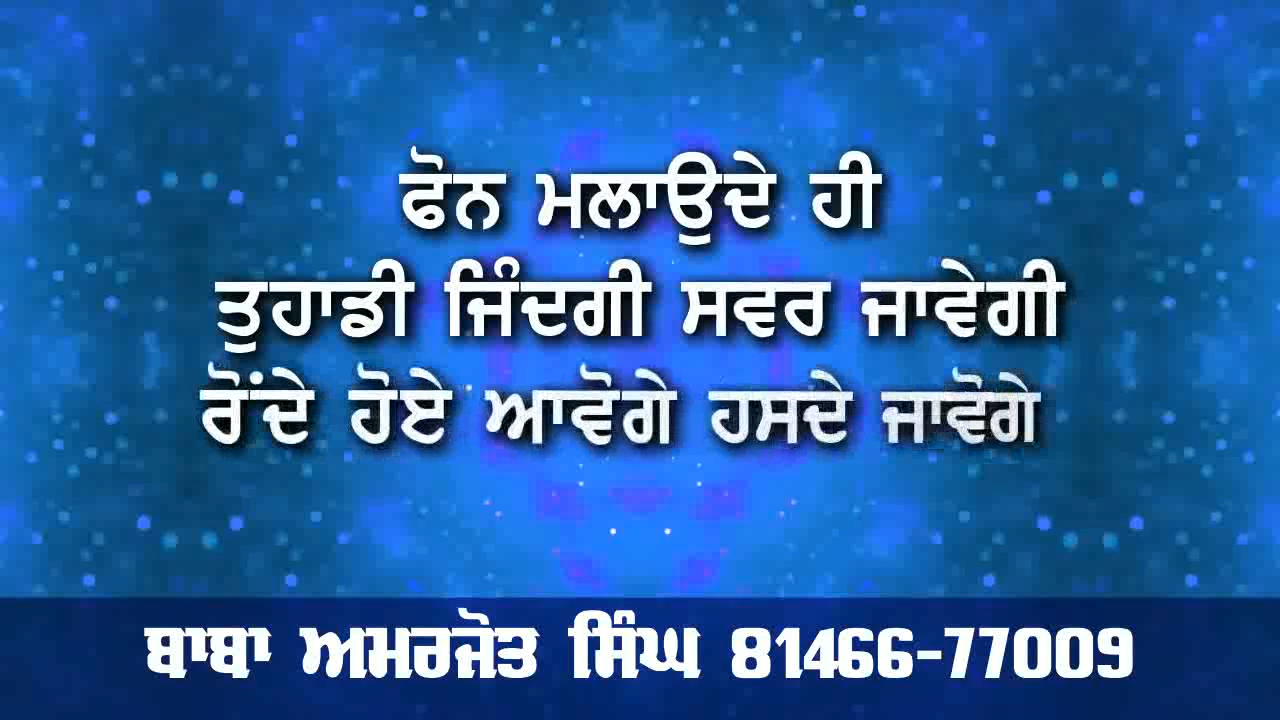 ਫੋਨ ਮਲਾਉਦੇ ਹੀ
ਤੁਹਾਡੀ ਜਿੰਦਗੀ ਸਵਰ ਜਾਵੇਗੀ
ਰੋਂਦੇ ਹੋਏ ਆਵੋਗੇ ਹਸਦੇ ਜਾਵੋਗੇ
ਬਾਬਾ ਅਮਰਜੋਤ ਸਿੰਘ 81466-77009